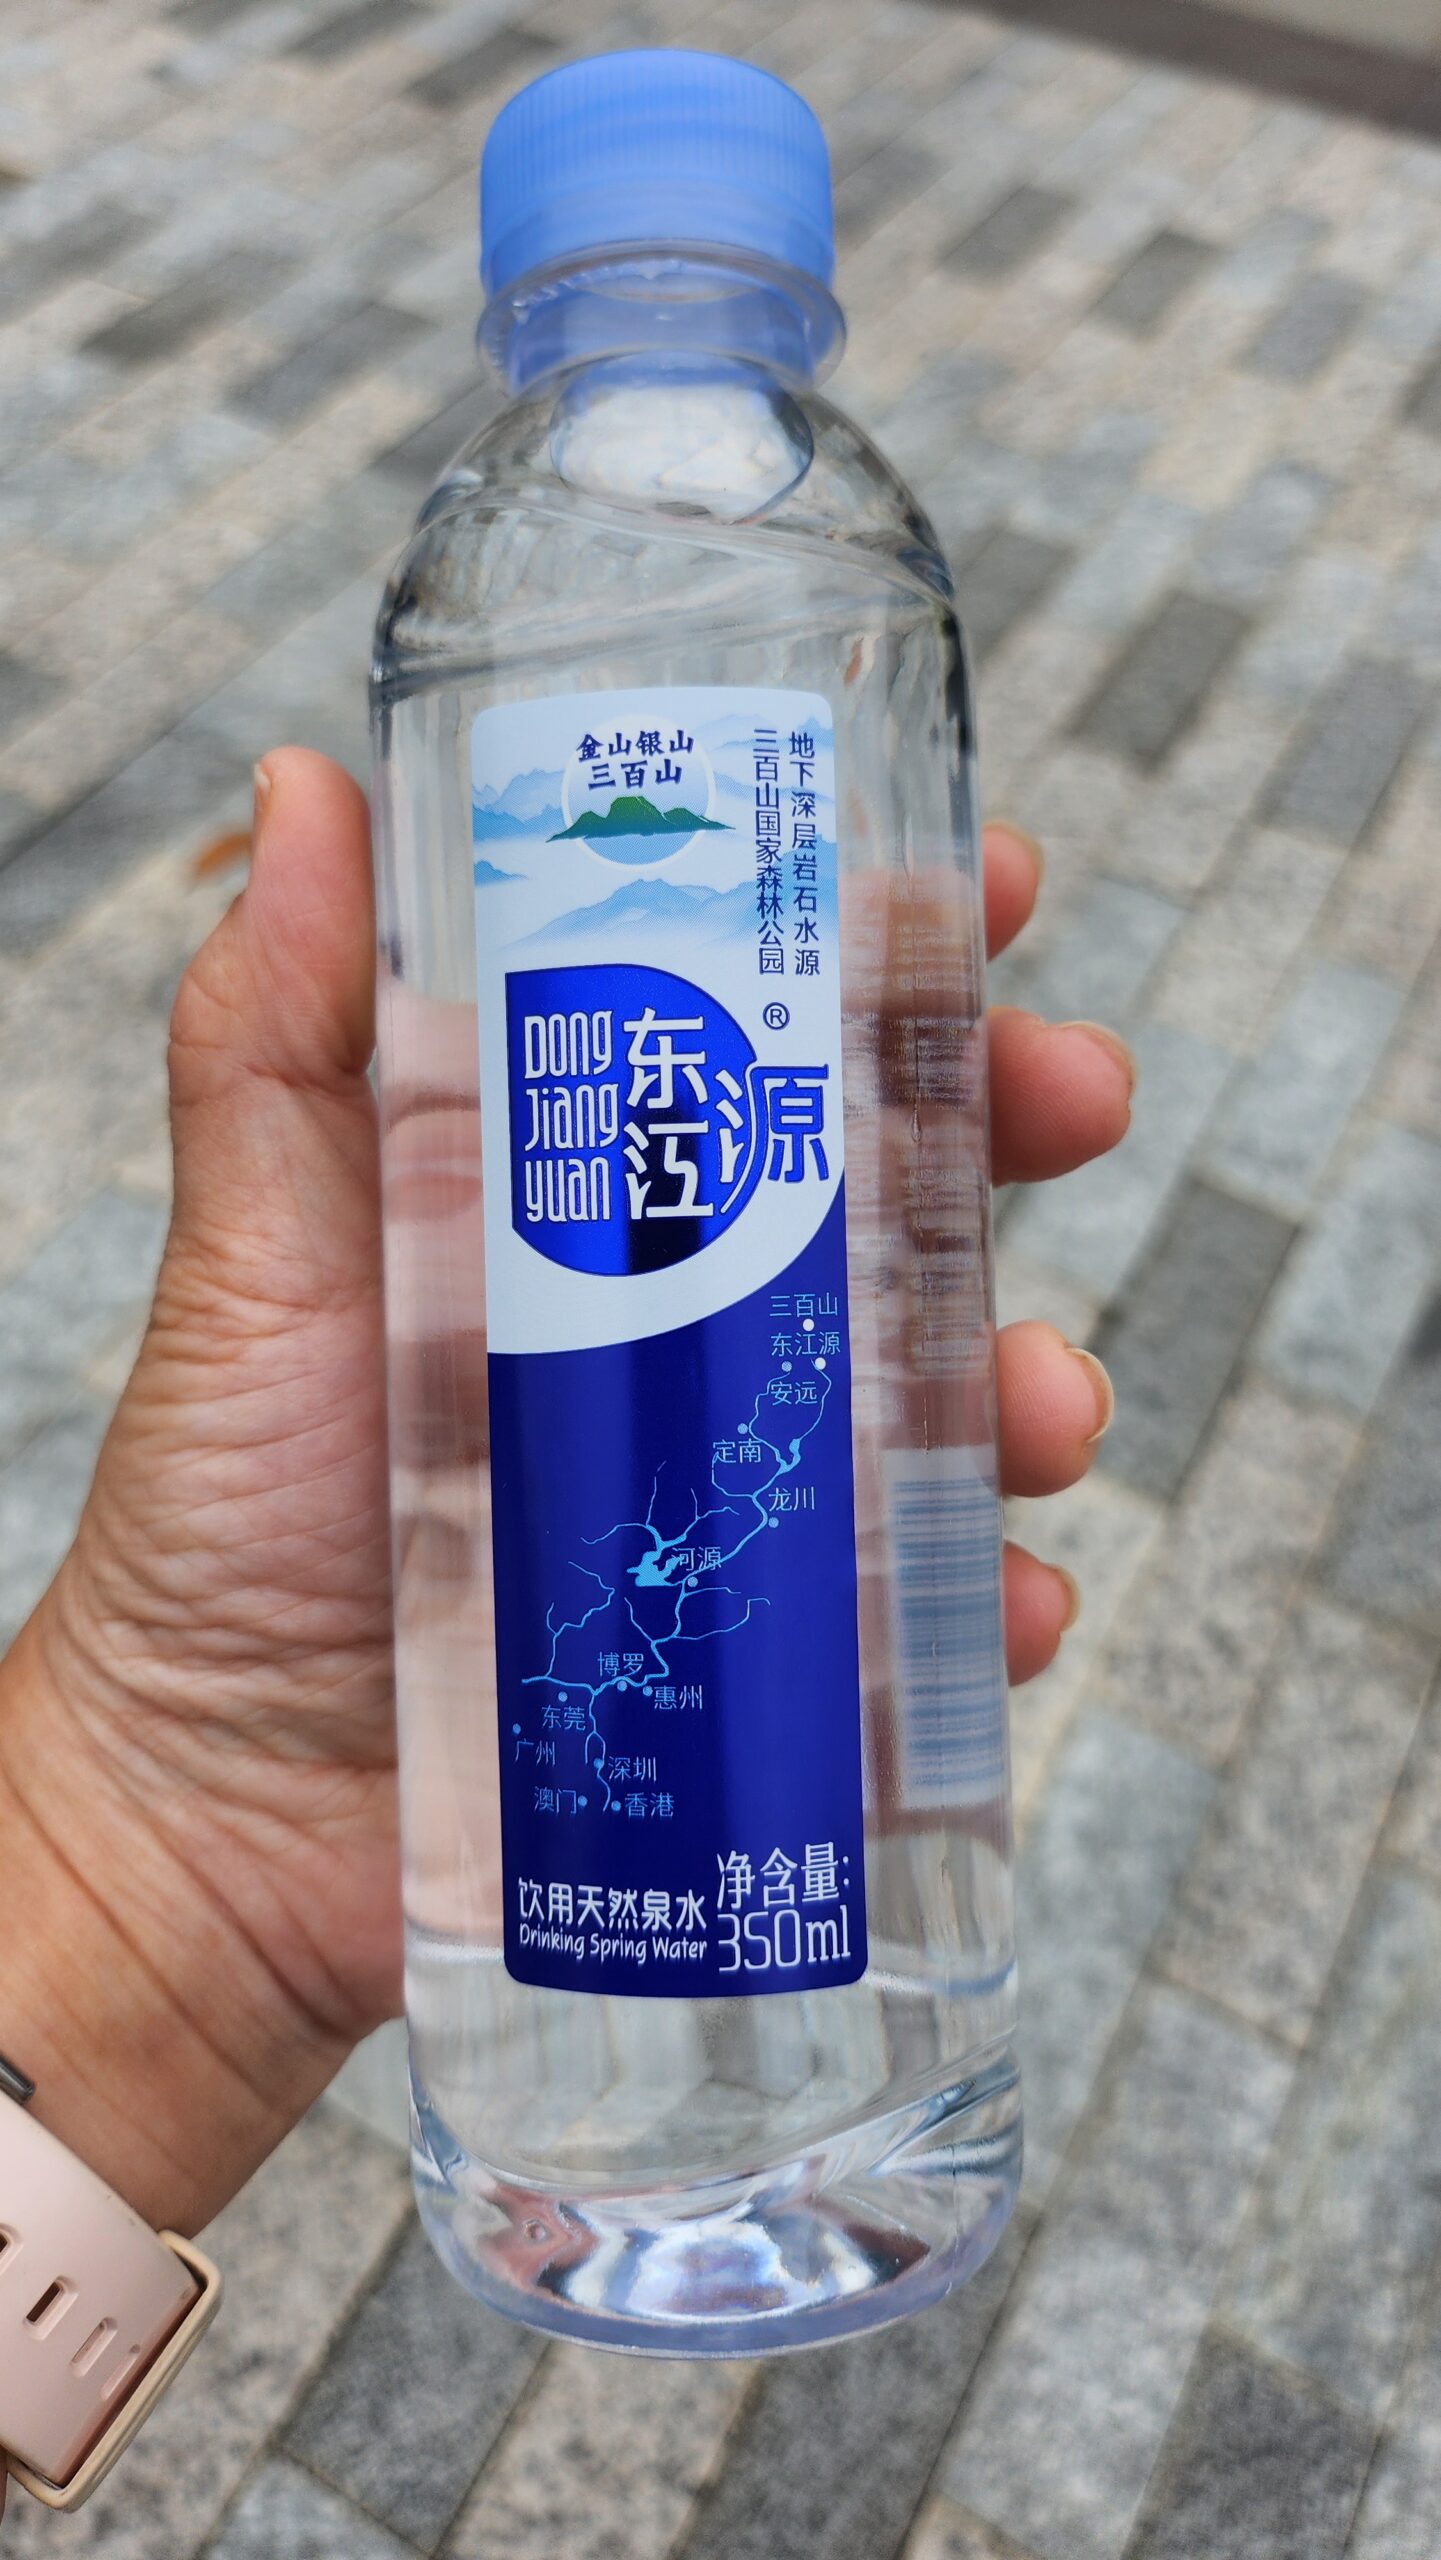 金山银山
三百山
地下深层岩石水源
三百山国家森林公园
Dong
Jiang
yuan
东江源
®
三百山
东江源
安远
定南
龙川
河源
博罗
惠州
东莞
广州
深圳
澳门
香港
饮用天然泉水
Drinking Spring Water
净含量:
350ml